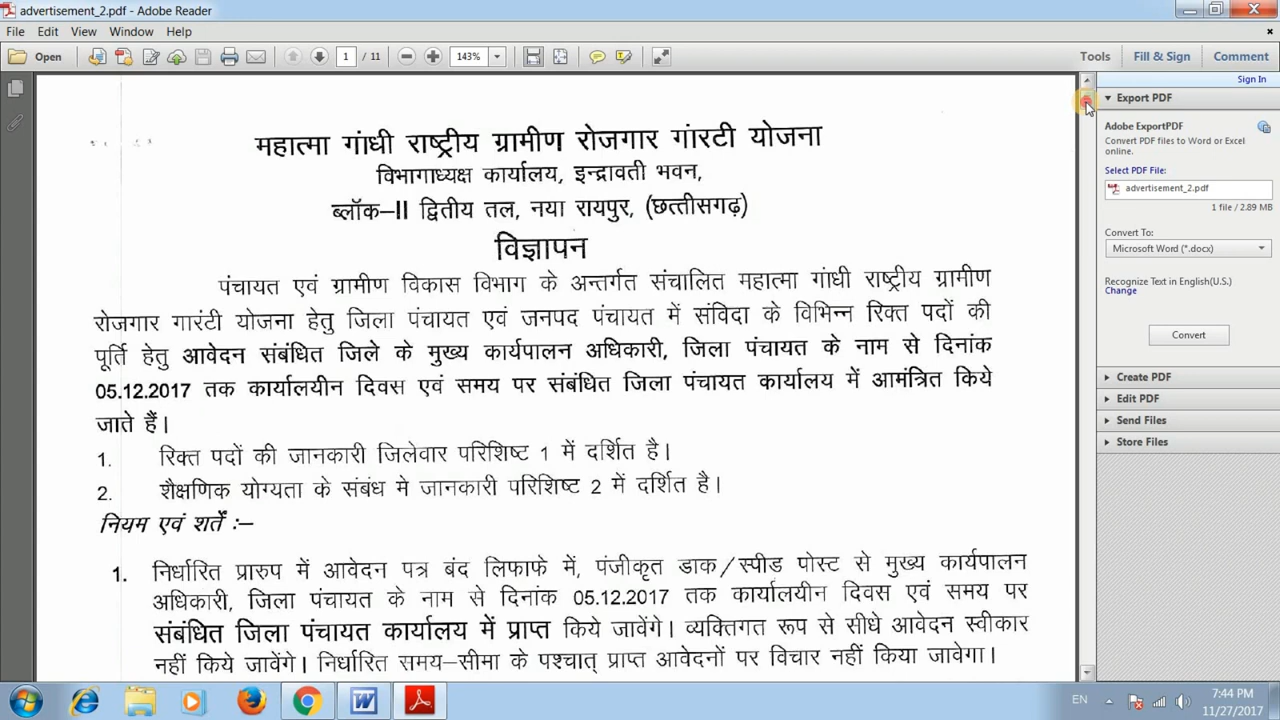 advertisement_2.pdf - Adobe Reader
File Edit View Window Help
Open 1 / 11 143% Tools Fill & Sign Comment
Sign In
महात्मा गांधी राष्ट्रीय ग्रामीण रोजगार गांरटी योजना
विभागाध्यक्ष कार्यालय, इन्द्रावती भवन,
ब्लॉक–II द्वितीय तल, नया रायपुर, (छत्तीसगढ़)
विज्ञापन
पंचायत एवं ग्रामीण विकास विभाग के अन्तर्गत संचालित महात्मा गांधी राष्ट्रीय ग्रामीण
रोजगार गारंटी योजना हेतु जिला पंचायत एवं जनपद पंचायत में संविदा के विभिन्न रिक्त पदों की
पूर्ति हेतु आवेदन संबंधित जिले के मुख्य कार्यपालन अधिकारी, जिला पंचायत के नाम से दिनांक
05.12.2017 तक कार्यालयीन दिवस एवं समय पर संबंधित जिला पंचायत कार्यालय में आमंत्रित किये
जाते हैं।
1. रिक्त पदों की जानकारी जिलेवार परिशिष्ट 1 में दर्शित है।
2. शैक्षणिक योग्यता के संबंध मे जानकारी परिशिष्ट 2 में दर्शित है।
नियम एवं शर्तें :–
1. निर्धारित प्रारुप में आवेदन पत्र बंद लिफाफे में, पंजीकृत डाक/स्पीड पोस्ट से मुख्य कार्यपालन
अधिकारी, जिला पंचायत के नाम से दिनांक 05.12.2017 तक कार्यालयीन दिवस एवं समय पर
संबंधित जिला पंचायत कार्यालय में प्राप्त किये जावेंगे। व्यक्तिगत रूप से सीधे आवेदन स्वीकार
नहीं किये जावेंगे। निर्धारित समय–सीमा के पश्चात् प्राप्त आवेदनों पर विचार नहीं किया जावेगा।
Export PDF
Adobe ExportPDF
Convert PDF files to Word or Excel
online.
Select PDF File:
advertisement_2.pdf
1 file / 2.89 MB
Convert To:
Microsoft Word (*.docx)
Recognize Text in English(U.S.)
Change
Convert
Create PDF
Edit PDF
Send Files
Store Files
EN
7:44 PM
11/27/2017